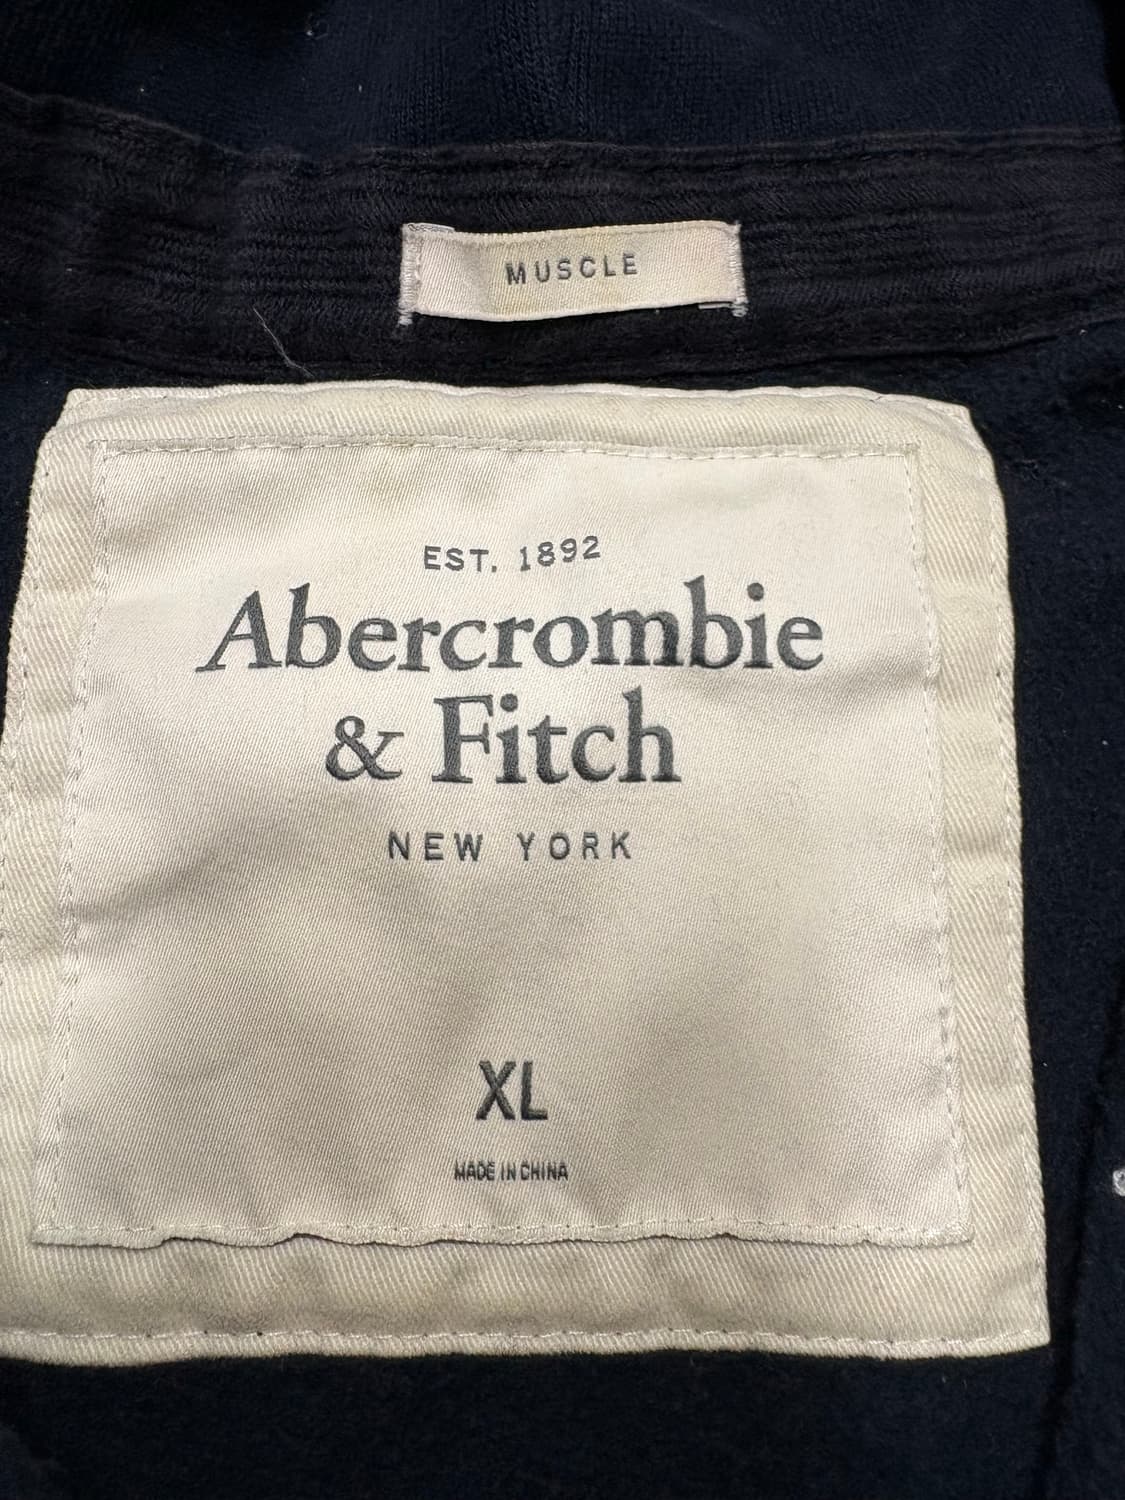 MUSCLE
EST. 1892
Abercrombie
& Fitch
NEW YORK
XL
MADE IN CHINA